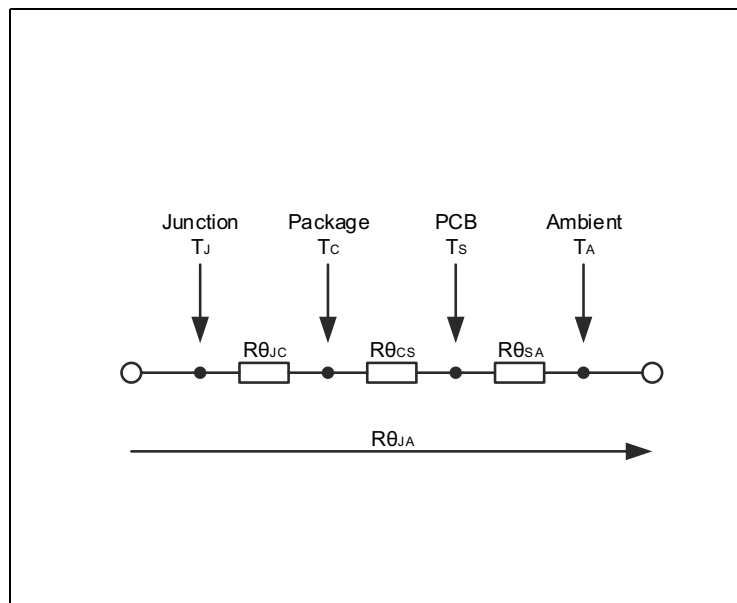 Junction Package PCB Ambient
TJ TC TS TA
RθJC RθCS RθSA
RθJA